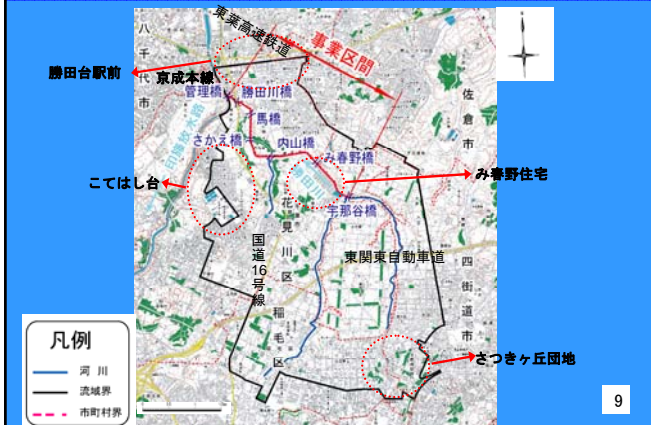 東葉高速鉄道
八千代市
事業区間
勝田台駅前
京成本線
管理橋
勝田川橋
佐倉市
馬橋
印旛放水路
さかえ橋
内山橋
み春野橋
勝田川
み春野住宅
こてはし台
宇那谷橋
花見川区
国道16号線
東関東自動車道
四街道市
稲毛区
さつきヶ丘団地
凡例
河川
流域界
市町村界
9